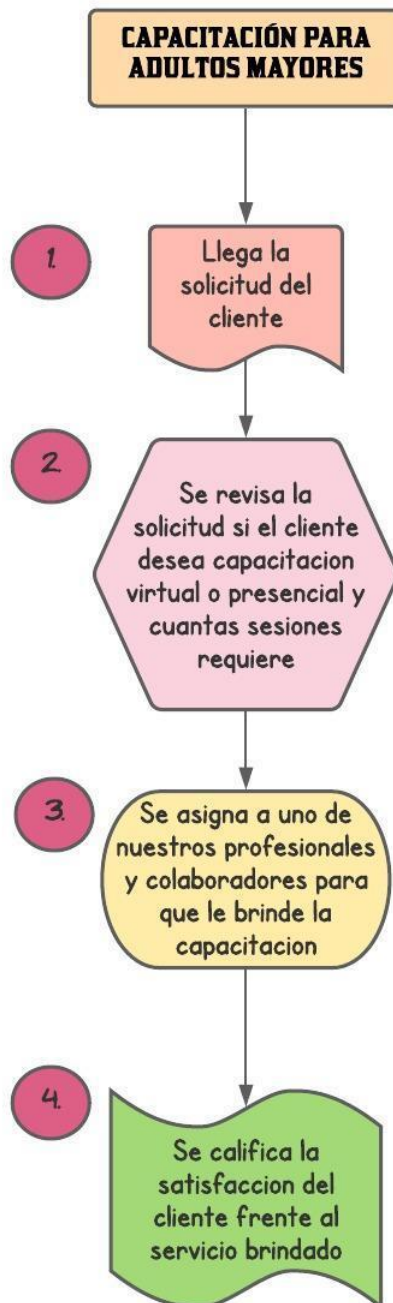 CAPACITACIÓN PARA
ADULTOS MAYORES
1.
Llega la
solicitud del
cliente
2.
Se revisa la
solicitud si el cliente
desea capacitacion
virtual o presencial y
cuantas sesiones
requiere
3.
Se asigna a uno de
nuestros profesionales
y colaboradores para
que le brinde la
capacitacion
4.
Se califica la
satisfaccion del
cliente frente al
servicio brindado